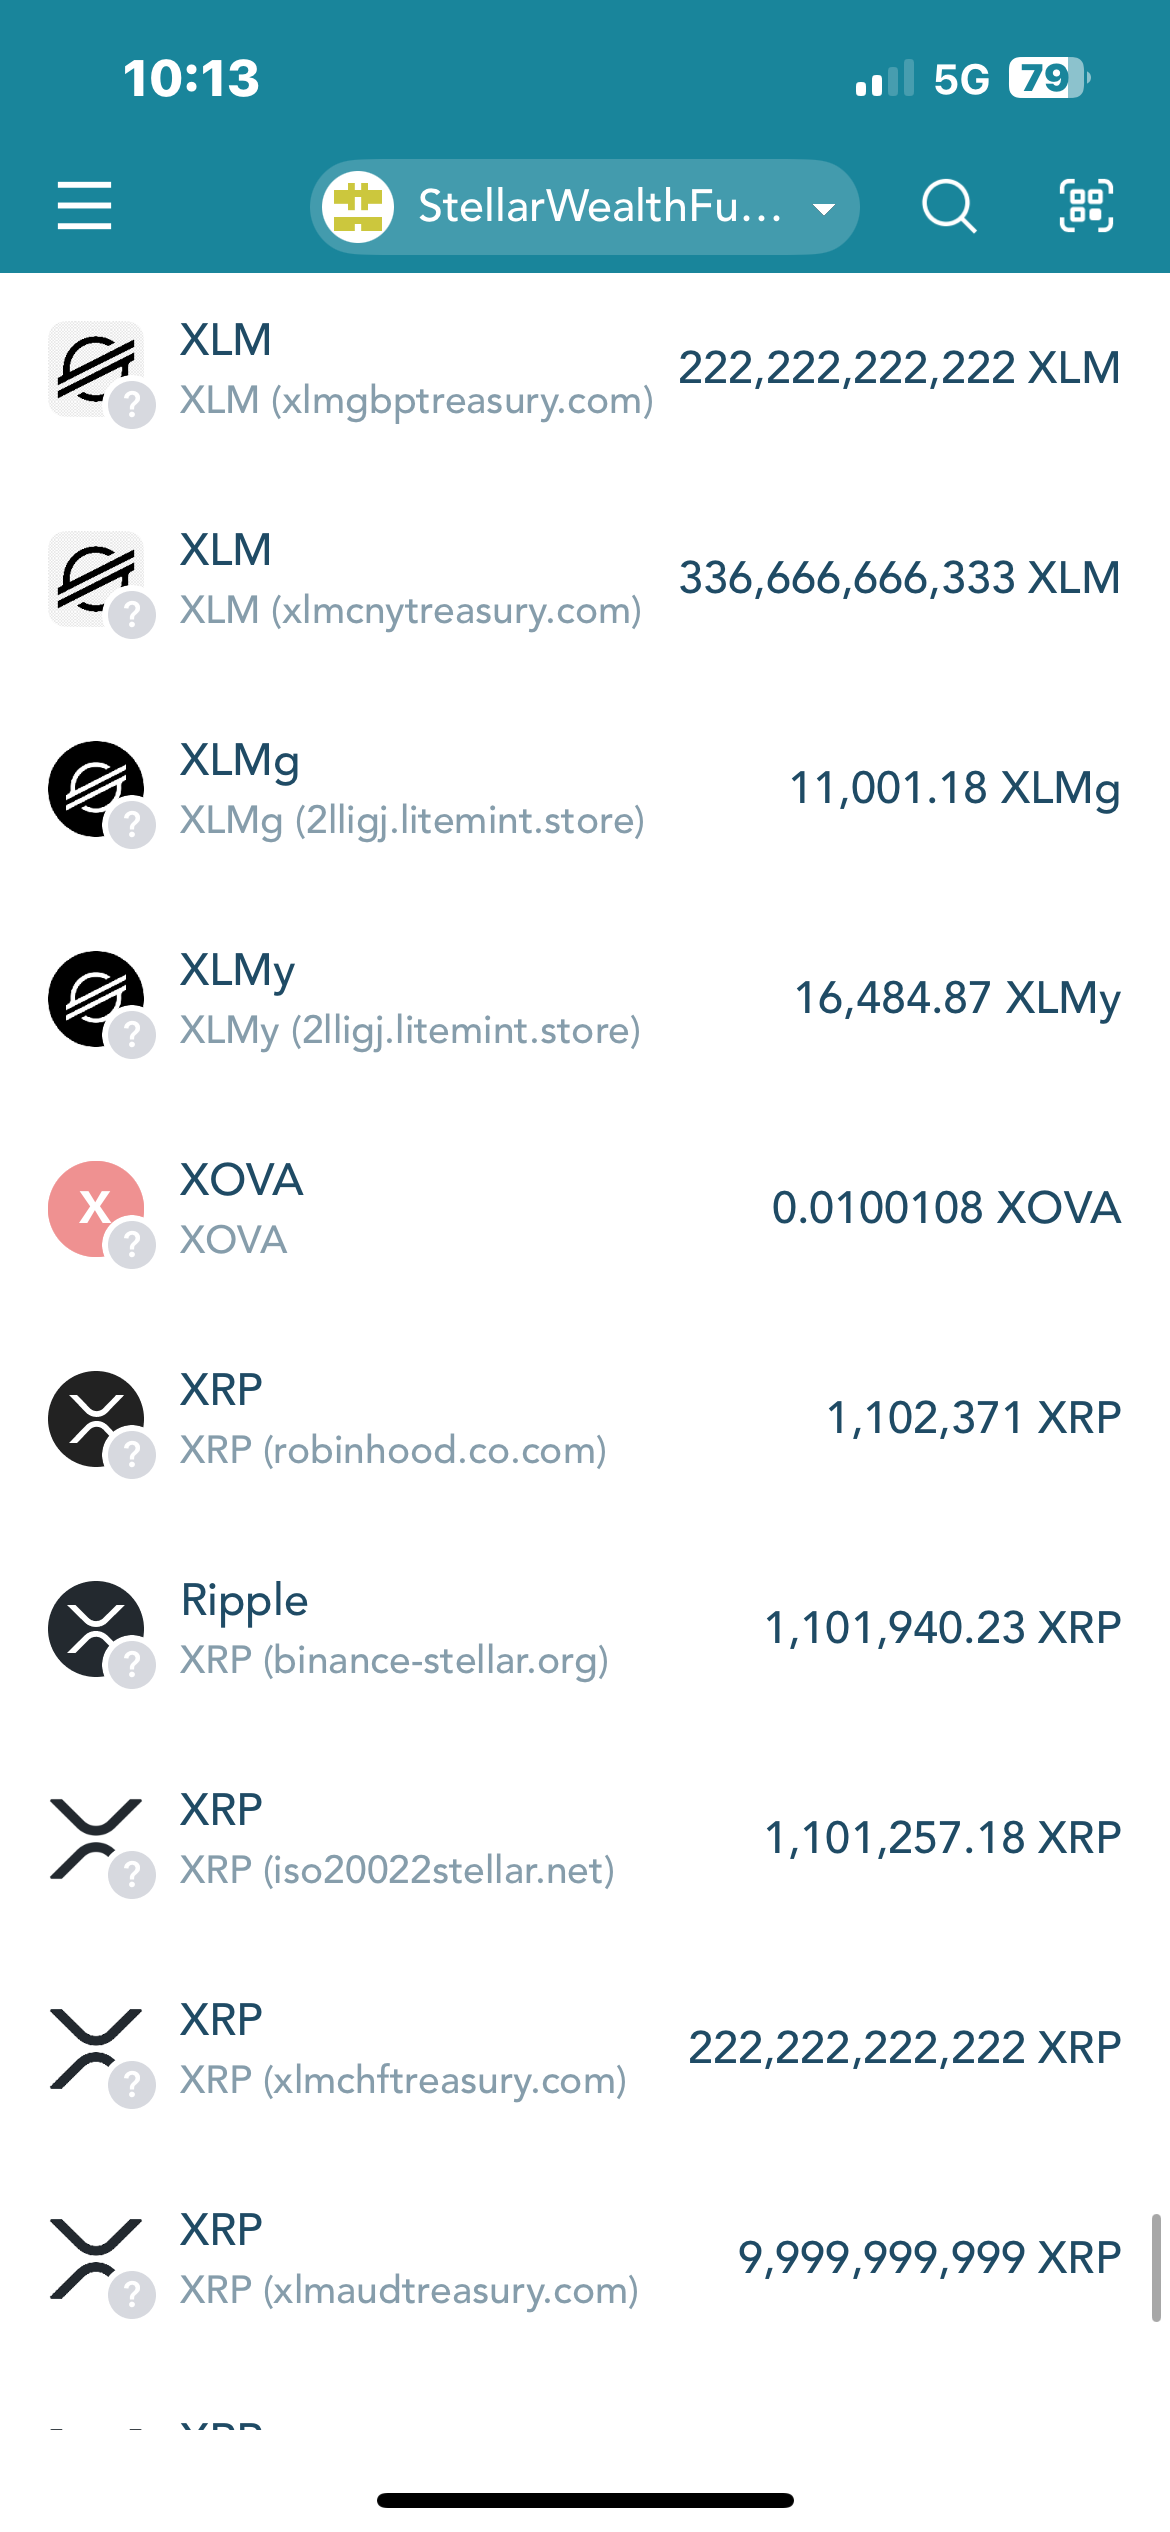 10:13
5G 79
StellarWealthFu...
XLM
XLM (xlmgbptreasury.com)
222,222,222,222 XLM
?
XLM
XLM (xlmcnytreasury.com)
336,666,666,333 XLM
?
XLMg
XLMg (2lligj.litemint.store)
11,001.18 XLMg
?
XLMy
XLMy (2lligj.litemint.store)
16,484.87 XLMy
?
X
XOVA
XOVA
0.0100108 XOVA
?
XRP
XRP (robinhood.co.com)
1,102,371 XRP
?
Ripple
XRP (binance-stellar.org)
1,101,940.23 XRP
?
XRP
XRP (iso20022stellar.net)
1,101,257.18 XRP
?
XRP
XRP (xlmchftreasury.com)
222,222,222,222 XRP
?
XRP
XRP (xlmaudtreasury.com)
9,999,999,999 XRP
?